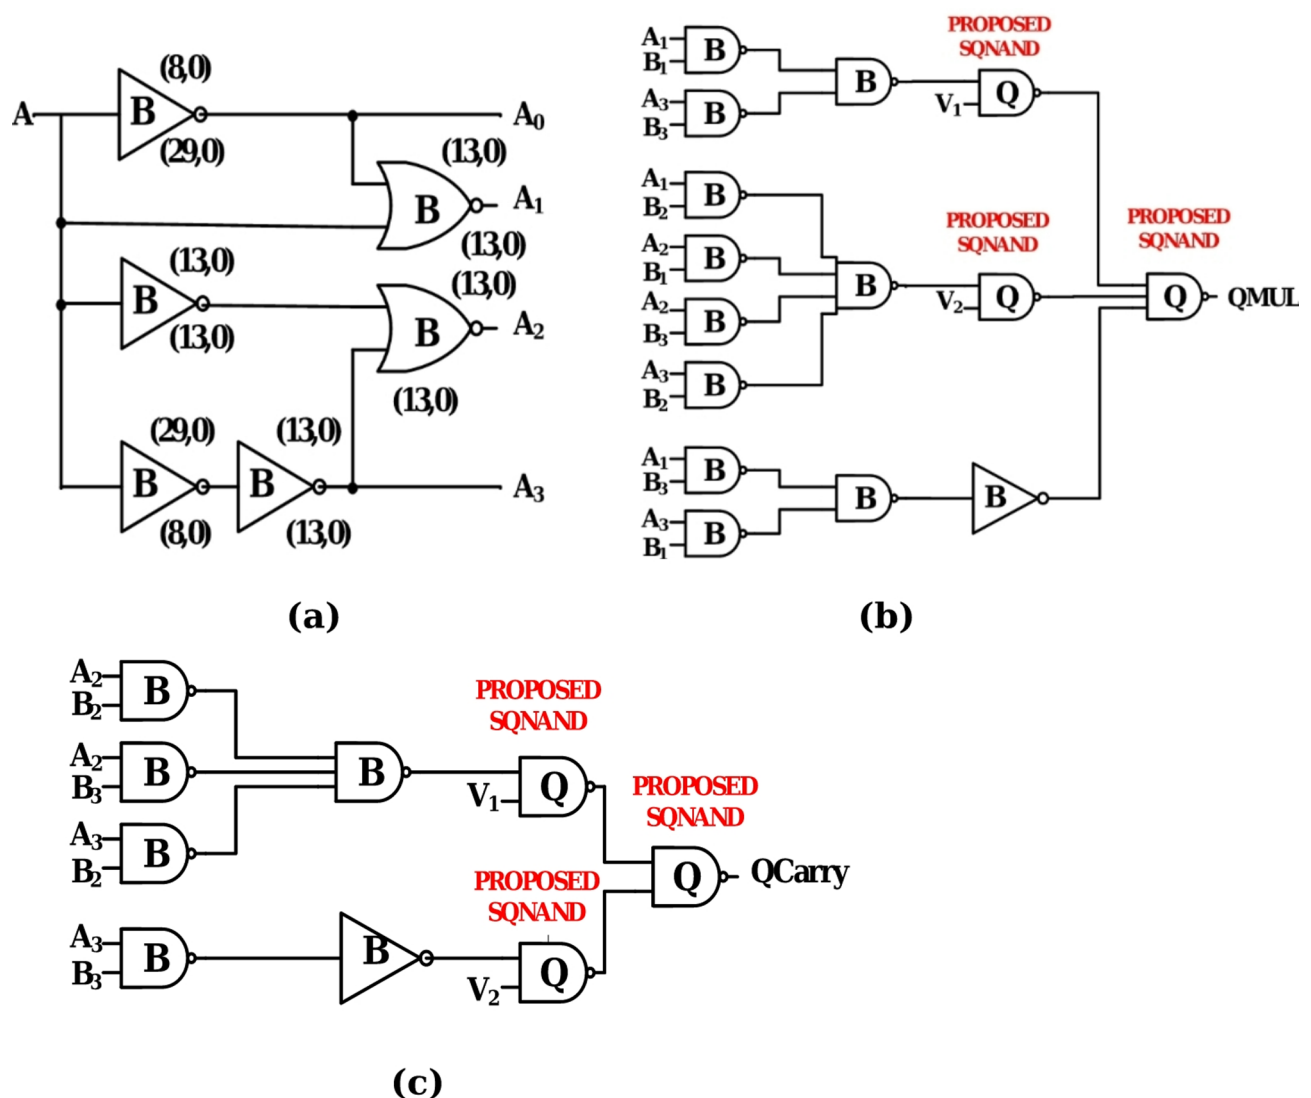 (8,0)
A
B
A0
(29,0)
(13,0)
B
A1
(13,0)
(13,0)
(13,0)
B
B
A2
(13,0)
(13,0)
(29,0)
(13,0)
B
B
A3
(8,0)
(13,0)
(a)
PROPOSED
SQNAND
A1
B1
B
B
Q
V1
A3
B3
B
A1
B2
B
PROPOSED
SQNAND
PROPOSED
SQNAND
A2
B1
B
B
Q
V2
Q
QMUL
A2
B3
B
A3
B2
B
A1
B3
B
B
B
A3
B1
B
(b)
A2
B2
B
PROPOSED
SQNAND
A2
B3
B
B
Q
V1
PROPOSED
SQNAND
A3
B2
B
Q
QCarry
PROPOSED
SQNAND
A3
B3
B
B
Q
V2
(c)